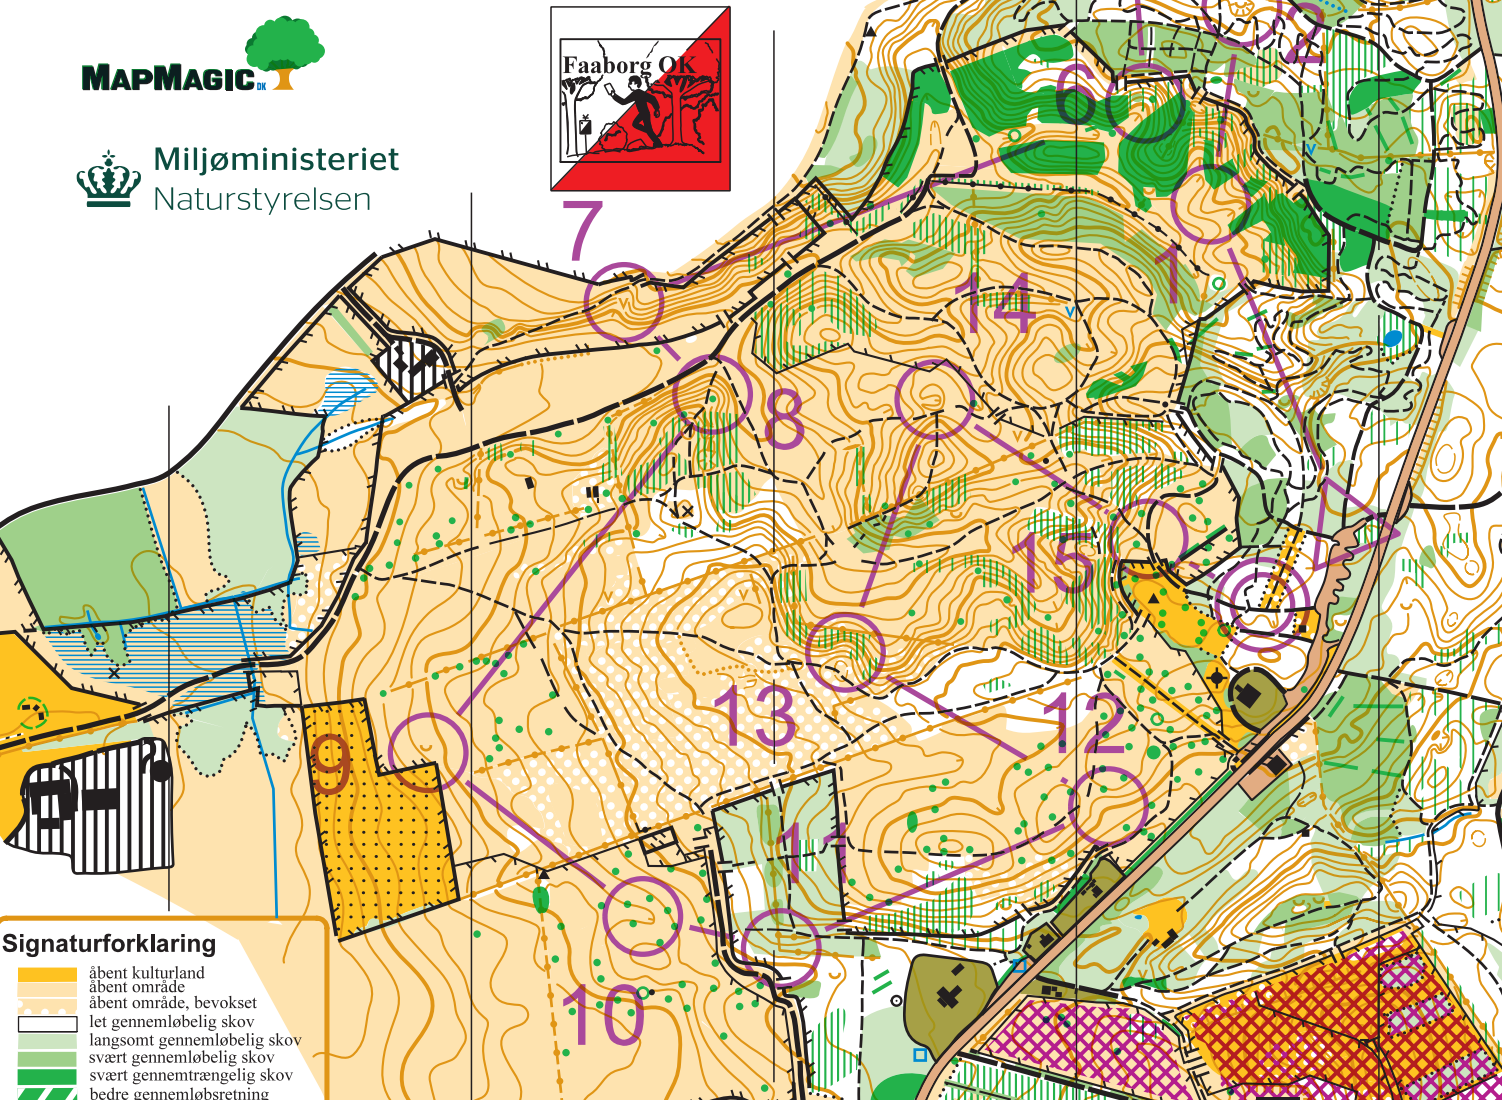 MAPMAGIC DK
Miljøministeriet
Naturstyrelsen
Faaborg OK
2
6
7
1
14
8
15
13
12
9
11
10
Signaturforklaring
åbent kulturland
åbent område
åbent område, bevokset
let gennemløbelig skov
langsomt gennemløbelig skov
svært gennemløbelig skov
svært gennemtrængelig skov
bedre gennemløbsretning